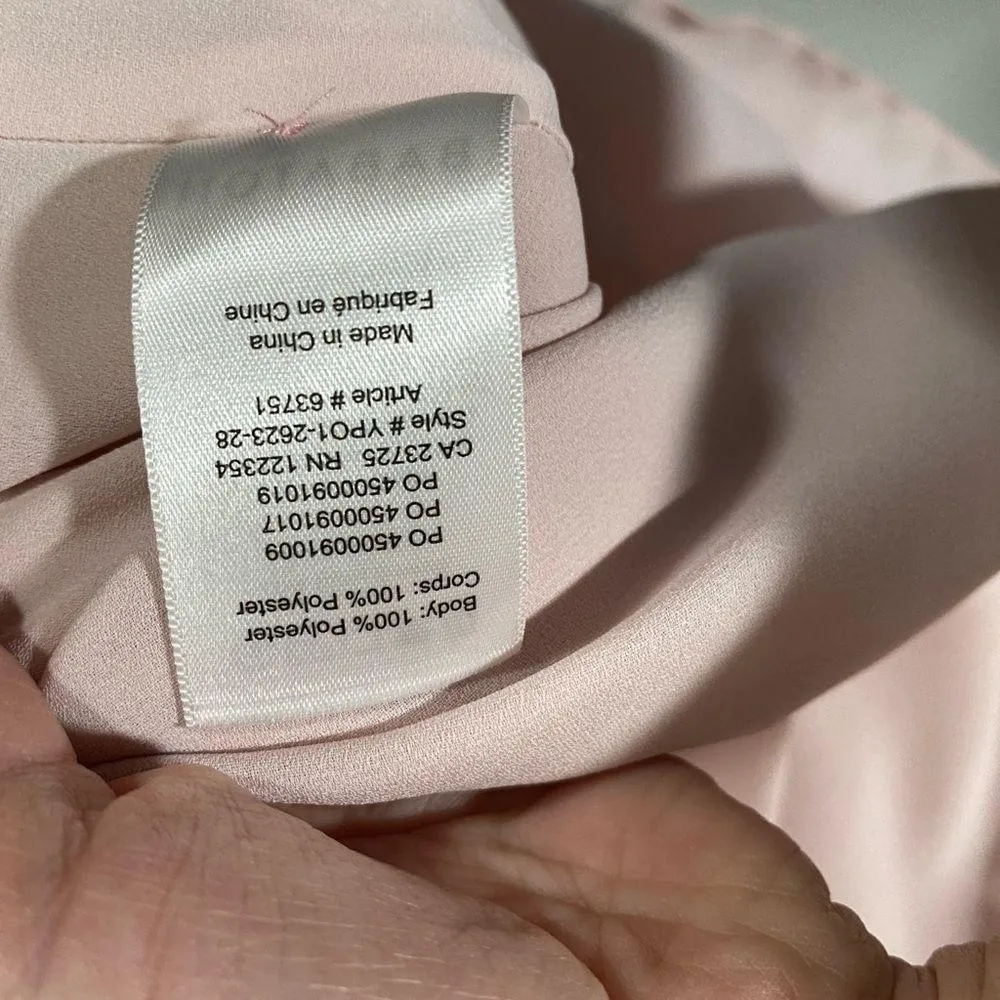 Body: 100% Polyester
Corps: 100% Polyester
PO 4500091009
PO 4500091017
PO 4500091019
CA 23725 RN 122354
Style # YPO1-2623-28
Article # 63751
Made in China
Fabriqué en Chine